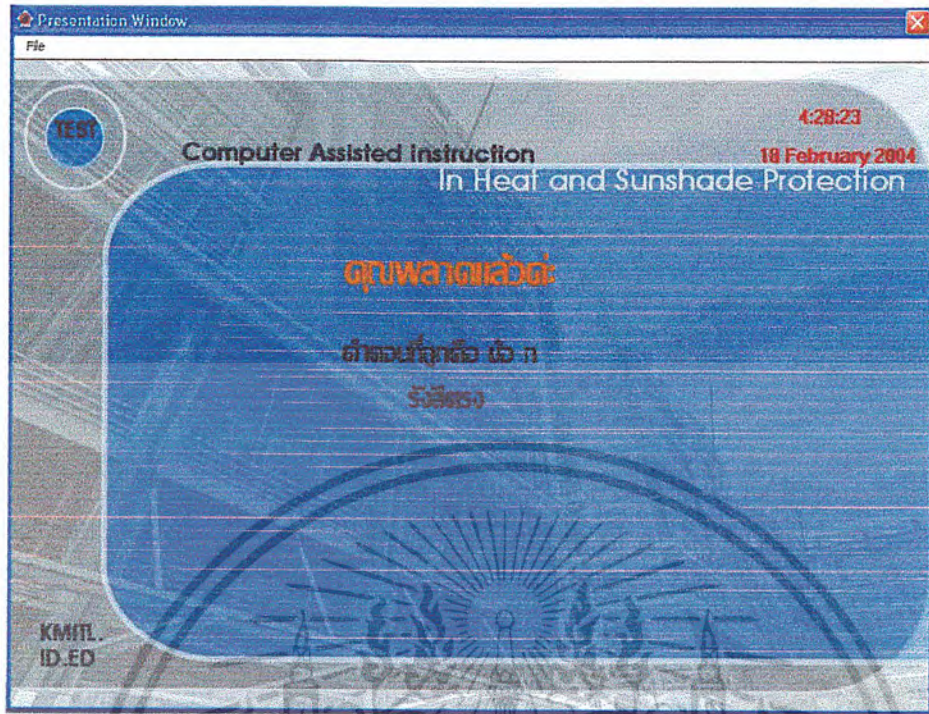 Presentation Window
File
TEST
4:28:23
Computer Assisted Instruction
18 February 2004
In Heat and Sunshade Protection
คุณพลาดแล้วค่ะ
คำตอบที่ถูกคือ ข้อ ก
รังสีตรง
KMITL.
ID.ED